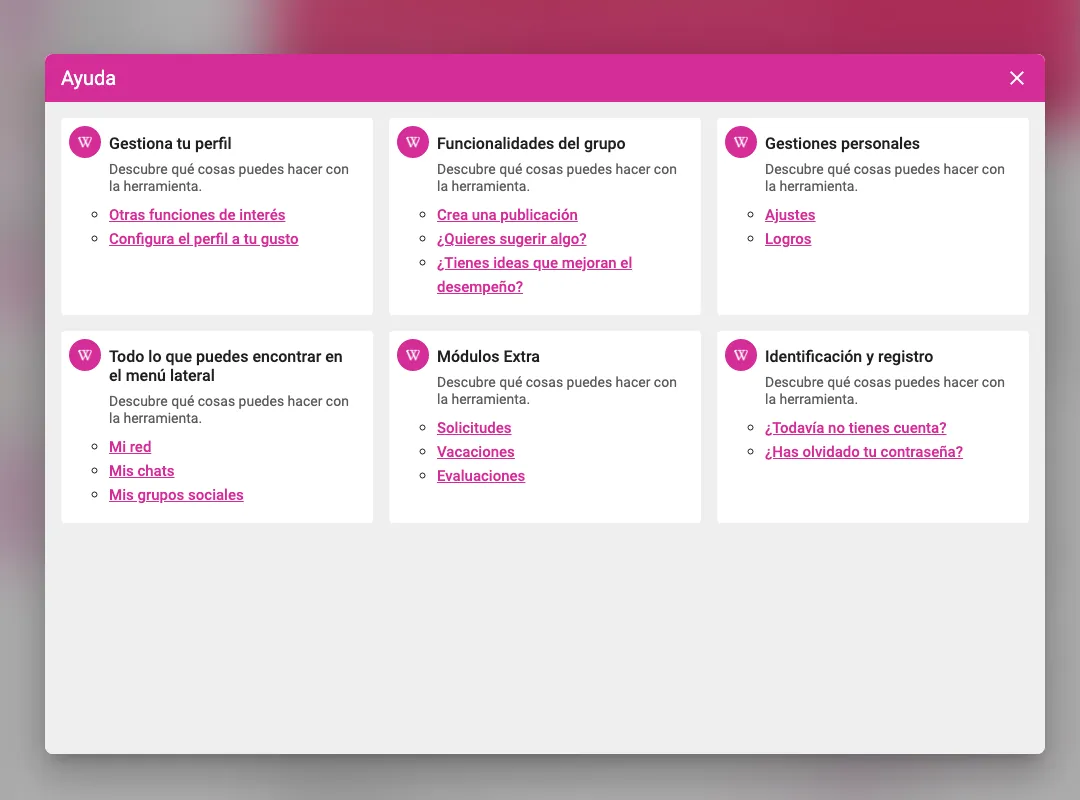 Ayuda
W
Gestiona tu perfil
Descubre qué cosas puedes hacer con
la herramienta.
Otras funciones de interés
Configura el perfil a tu gusto
W
Funcionalidades del grupo
Descubre qué cosas puedes hacer con
la herramienta.
Crea una publicación
¿Quieres sugerir algo?
¿Tienes ideas que mejoran el
desempeño?
W
Gestiones personales
Descubre qué cosas puedes hacer con
la herramienta.
Ajustes
Logros
W
Todo lo que puedes encontrar en
el menú lateral
Descubre qué cosas puedes hacer con
la herramienta.
Mi red
Mis chats
Mis grupos sociales
W
Módulos Extra
Descubre qué cosas puedes hacer con
la herramienta.
Solicitudes
Vacaciones
Evaluaciones
W
Identificación y registro
Descubre qué cosas puedes hacer con
la herramienta.
¿Todavía no tienes cuenta?
¿Has olvidado tu contraseña?